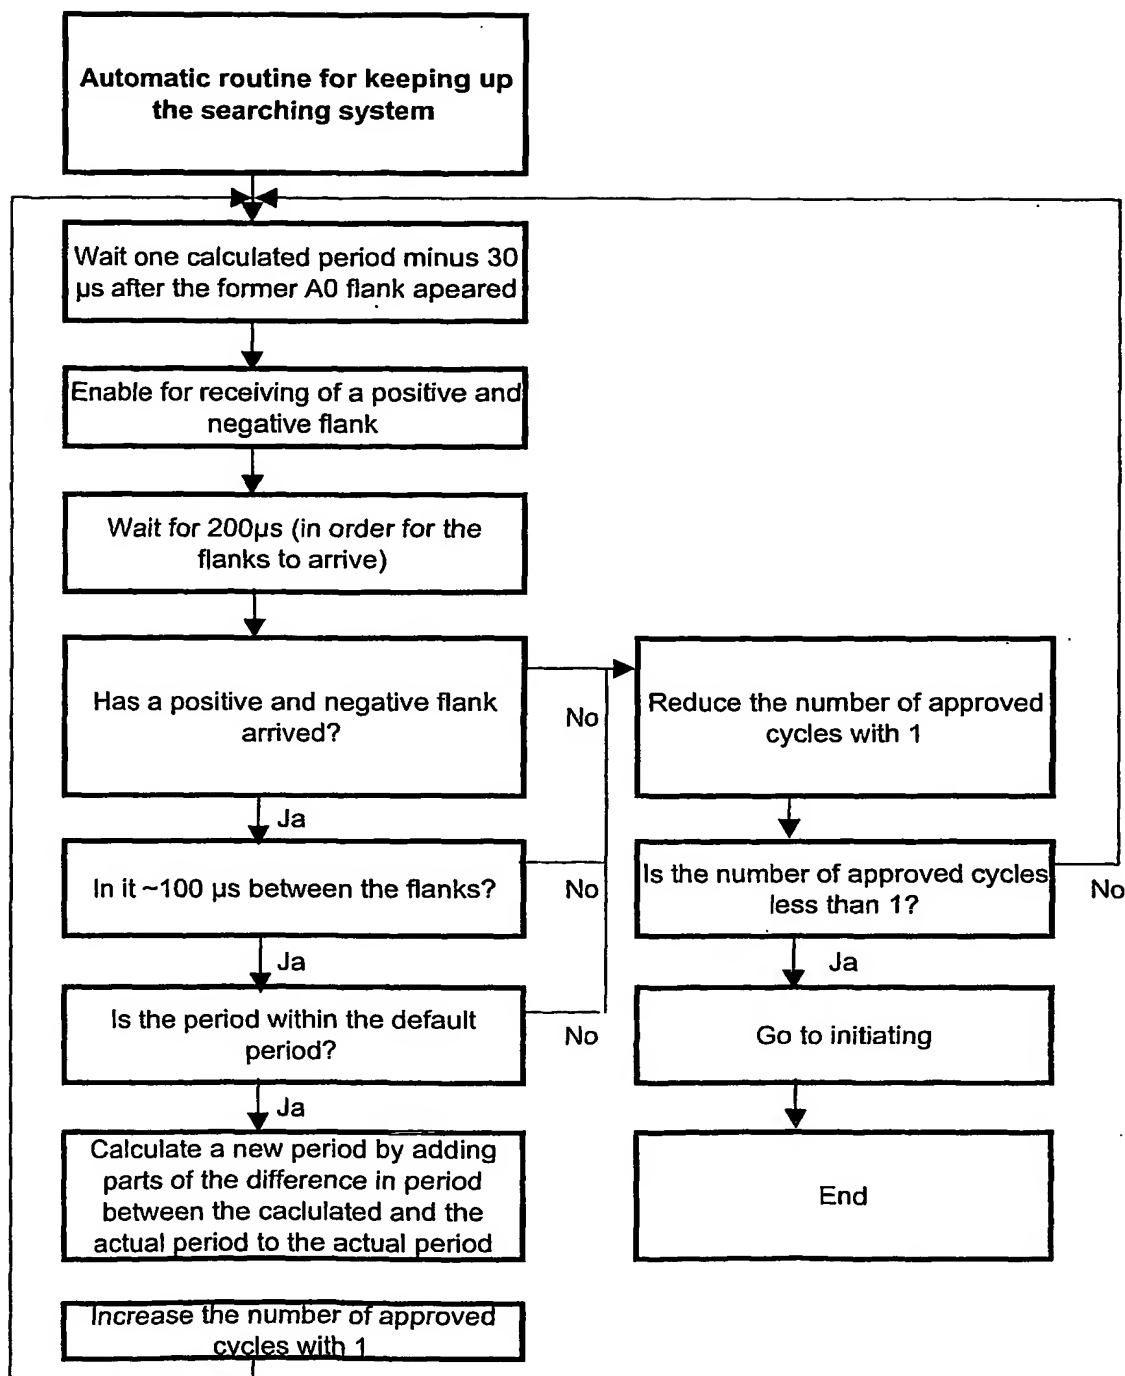 Automatic routine for keeping up
the searching system
Wait one calculated period minus 30
µs after the former A0 flank apeared
Enable for receiving of a positive and
negative flank
Wait for 200µs (in order for the
flanks to arrive)
Has a positive and negative flank
arrived?
No
Reduce the number of approved
cycles with 1
Ja
In it ~100 µs between the flanks?
No
Is the number of approved cycles
less than 1?
No
Ja
Ja
Is the period within the default
period?
No
Go to initiating
Ja
Calculate a new period by adding
parts of the difference in period
between the caclulated and the
actual period to the actual period
End
Increase the number of approved
cycles with 1